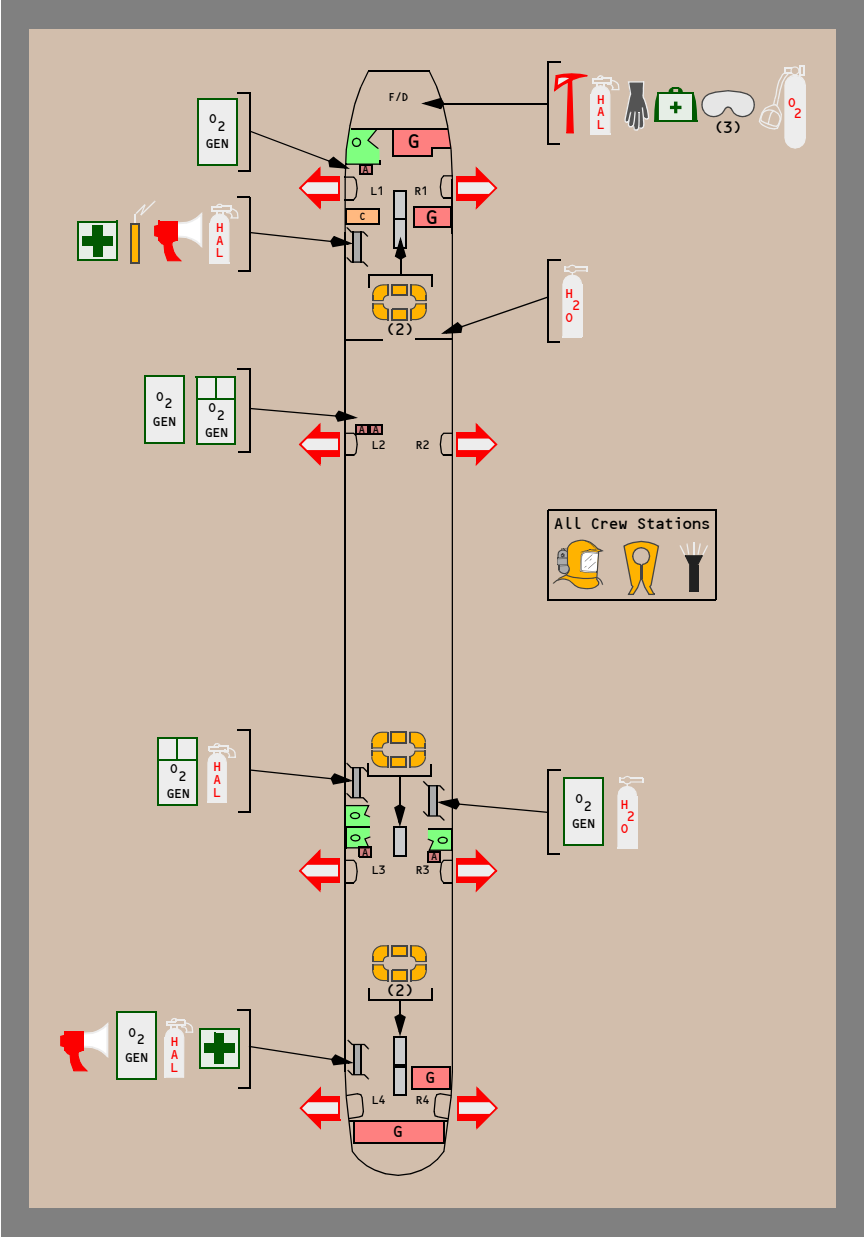 F/D
HAL
(3)
O2
O2
GEN
G
A
L1
R1
C
G
HAL
(2)
H2O
O2
GEN
O2
GEN
A A
L2
R2
All Crew Stations
O2
GEN
HAL
O2
GEN
H2O
A
A
L3
R3
(2)
O2
GEN
HAL
G
L4
R4
G